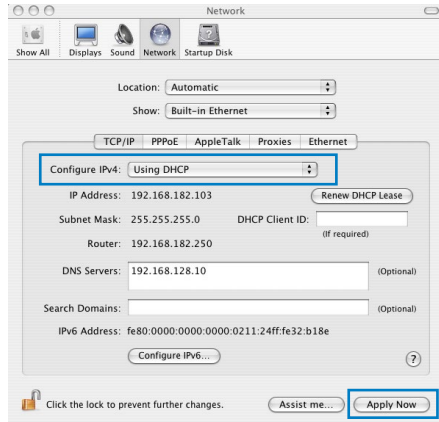 Network
Show All Displays Sound Network Startup Disk
Location: Automatic
Show: Built-in Ethernet
TCP/IP PPPoE AppleTalk Proxies Ethernet
Configure IPv4: Using DHCP
IP Address: 192.168.182.103 Renew DHCP Lease
Subnet Mask: 255.255.255.0 DHCP Client ID:
(If required)
Router: 192.168.182.250
DNS Servers: 192.168.128.10 (Optional)
Search Domains: (Optional)
IPv6 Address: fe80:0000:0000:0000:0211:24ff:fe32:b18e
Configure IPv6...
?
Click the lock to prevent further changes. Assist me... Apply Now